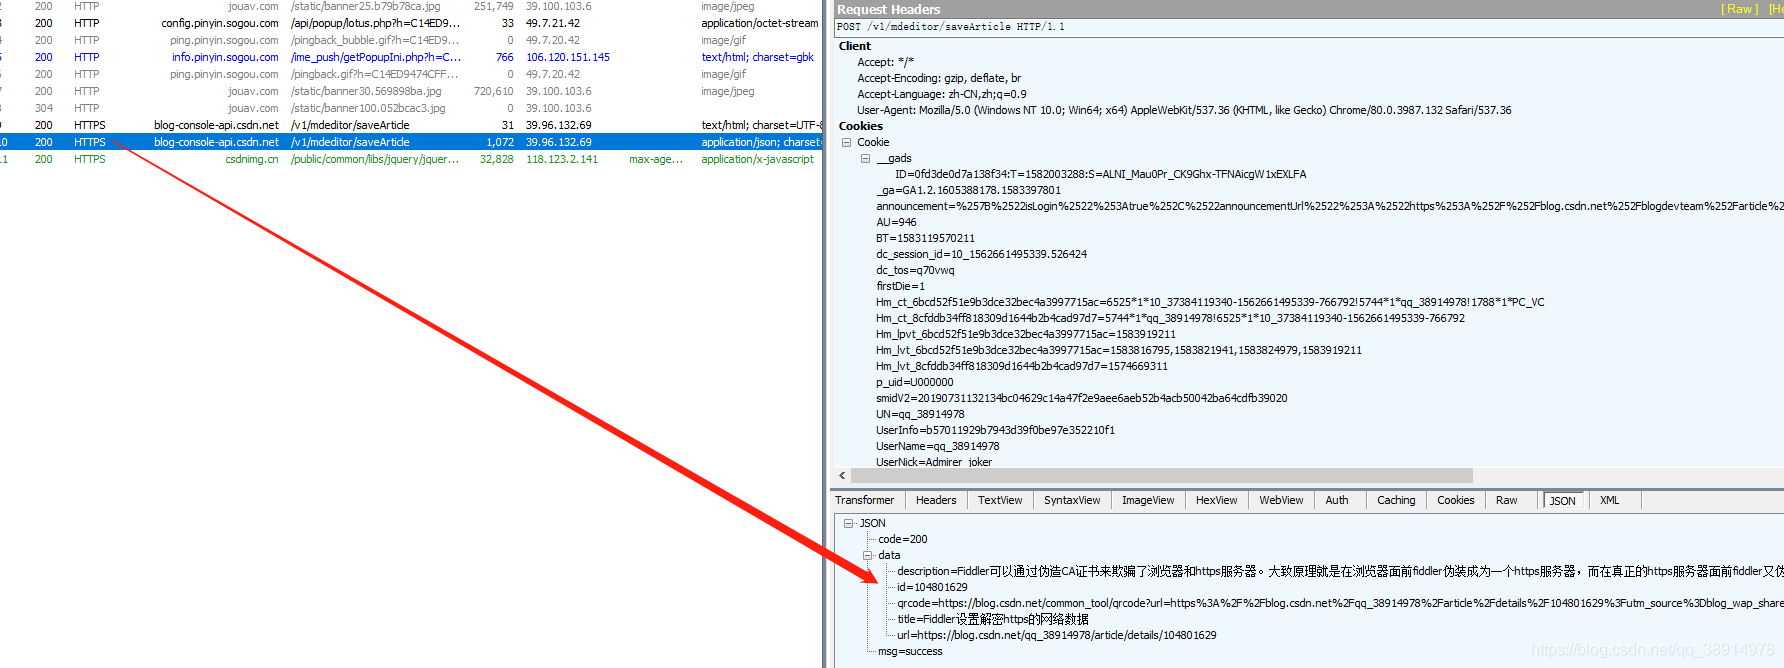 2 200 HTTP jouav.com /static/banner25.b79b78ca.jpg 251,749 39.100.103.6 image/jpeg
3 200 HTTP config.pinyin.sogou.com /api/popup/lotus.php?h=C14ED9... 33 49.7.21.42 application/octet-stream
200 HTTP ping.pinyin.sogou.com /pingback_bubble.gif?h=C14ED9... 0 49.7.20.42 image/gif
200 HTTP info.pinyin.sogou.com /ime_push/getPopupIni.php?h=C... 766 106.120.151.145 text/html; charset=gbk
200 HTTP ping.pinyin.sogou.com /pingback.gif?h=C14ED9474CFF... 0 49.7.20.42 image/gif
200 HTTP jouav.com /static/banner30.569898ba.jpg 720,610 39.100.103.6 image/jpeg
304 HTTP jouav.com /static/banner100.052bcac3.jpg 0 39.100.103.6
9 200 HTTPS blog-console-api.csdn.net /v1/mdeditor/saveArticle 31 39.96.132.69 text/html; charset=UTF-8
10 200 HTTPS blog-console-api.csdn.net /v1/mdeditor/saveArticle 1,072 39.96.132.69 application/json; charset=
11 200 HTTPS csdnimg.cn /public/common/libs/jquery/jquer... 32,828 118.123.2.141 max-age... application/x-javascript
Request Headers [ Raw ] [He
POST /v1/mdeditor/saveArticle HTTP/1.1
Client
Accept: */*
Accept-Encoding: gzip, deflate, br
Accept-Language: zh-CN,zh;q=0.9
User-Agent: Mozilla/5.0 (Windows NT 10.0; Win64; x64) AppleWebKit/537.36 (KHTML, like Gecko) Chrome/80.0.3987.132 Safari/537.36
Cookies
Cookie
__gads
ID=0fd3de0d7a138f34:T=1582003288:S=ALNI_Mau0Pr_CK9Ghx-TFNAicgW1xEXLFA
_ga=GA1.2.1605388178.1583397801
announcement=%257B%2522isLogin%2522%253Atrue%252C%2522announcementUrl%2522%253A%2522https%253A%252F%252Fblog.csdn.net%252Fblogdevteam%252Farticle%2
AU=946
BT=1583119570211
dc_session_id=10_1562661495339.526424
dc_tos=q70vwq
firstDie=1
Hm_ct_6bcd52f51e9b3dce32bec4a3997715ac=6525*1*10_37384119340-1562661495339-766792!5744*1*qq_38914978!1788*1*PC_VC
Hm_ct_8cfddb34ff818309d1644b2b4cad97d7=5744*1*qq_38914978!6525*1*10_37384119340-1562661495339-766792
Hm_lpvt_6bcd52f51e9b3dce32bec4a3997715ac=1583919211
Hm_lvt_6bcd52f51e9b3dce32bec4a3997715ac=1583816795,1583821941,1583824979,1583919211
Hm_lvt_8cfddb34ff818309d1644b2b4cad97d7=1574669311
p_uid=U000000
smidV2=20190731132134bc04629c14a47f2e9aee6aeb52b4acb50042ba64cdfb39020
UN=qq_38914978
UserInfo=b57011929b7943d39f0be97e352210f1
UserName=qq_38914978
UserNick=Admirer_joker
Transformer Headers TextView SyntaxView ImageView HexView WebView Auth Caching Cookies Raw JSON XML
JSON
code=200
data
description=Fiddler可以通过伪造CA证书来欺骗了浏览器和https服务器。大致原理就是在浏览器面前fiddler伪装成为一个https服务器，而在真正的https服务器面前fiddler又伪
id=104801629
qrcode=https://blog.csdn.net/common_tool/qrcode?url=https%3A%2F%2Fblog.csdn.net%2Fqq_38914978%2Farticle%2Fdetails%2F104801629%3Futm_source%3Dblog_wap_share
title=Fiddler设置解密https的网络数据
url=https://blog.csdn.net/qq_38914978/article/details/104801629
msg=success
https://blog.csdn.net/qq_38914978